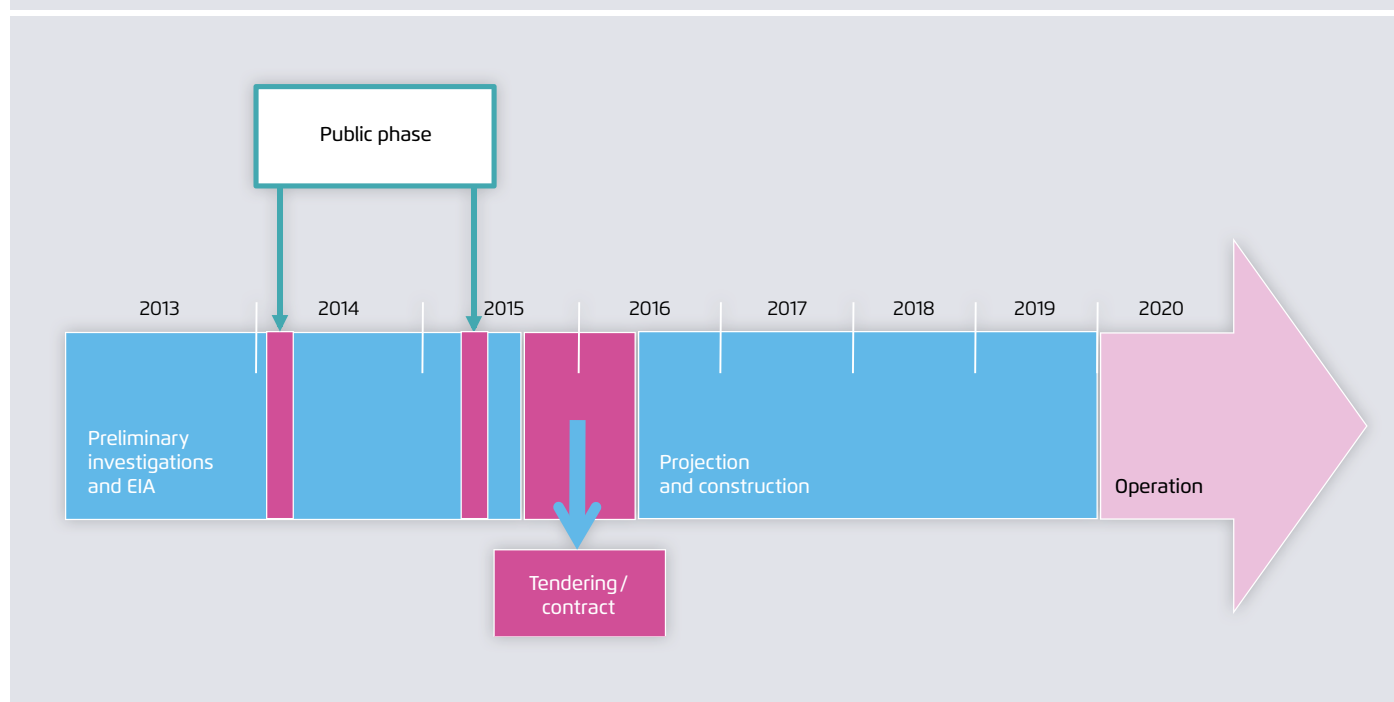 Public phase
2013 2014 2015 2016 2017 2018 2019 2020
Preliminary
investigations
and EIA
Projection
and construction
Operation
Tendering /
contract